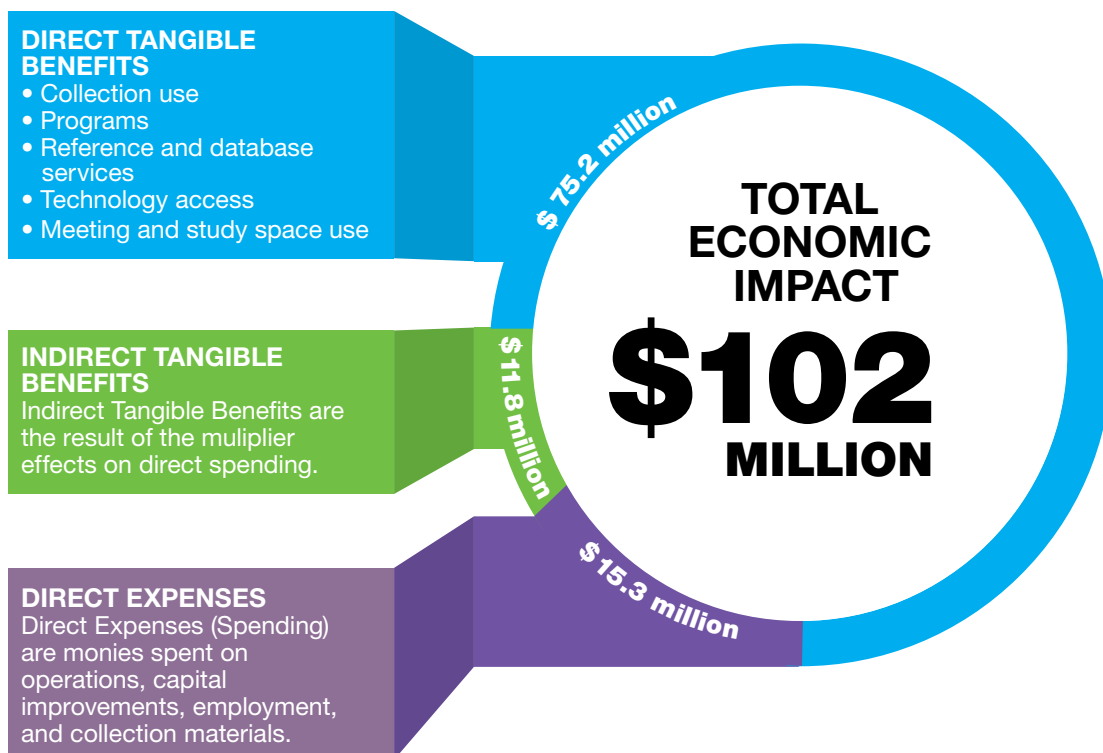 DIRECT TANGIBLE
BENEFITS
• Collection use
• Programs
• Reference and database
services
• Technology access
• Meeting and study space use
$ 75.2 million
INDIRECT TANGIBLE
BENEFITS
Indirect Tangible Benefits are
the result of the muliplier
effects on direct spending.
$ 11.8 million
DIRECT EXPENSES
Direct Expenses (Spending)
are monies spent on
operations, capital
improvements, employment,
and collection materials.
$ 15.3 million
TOTAL
ECONOMIC
IMPACT
$102
MILLION